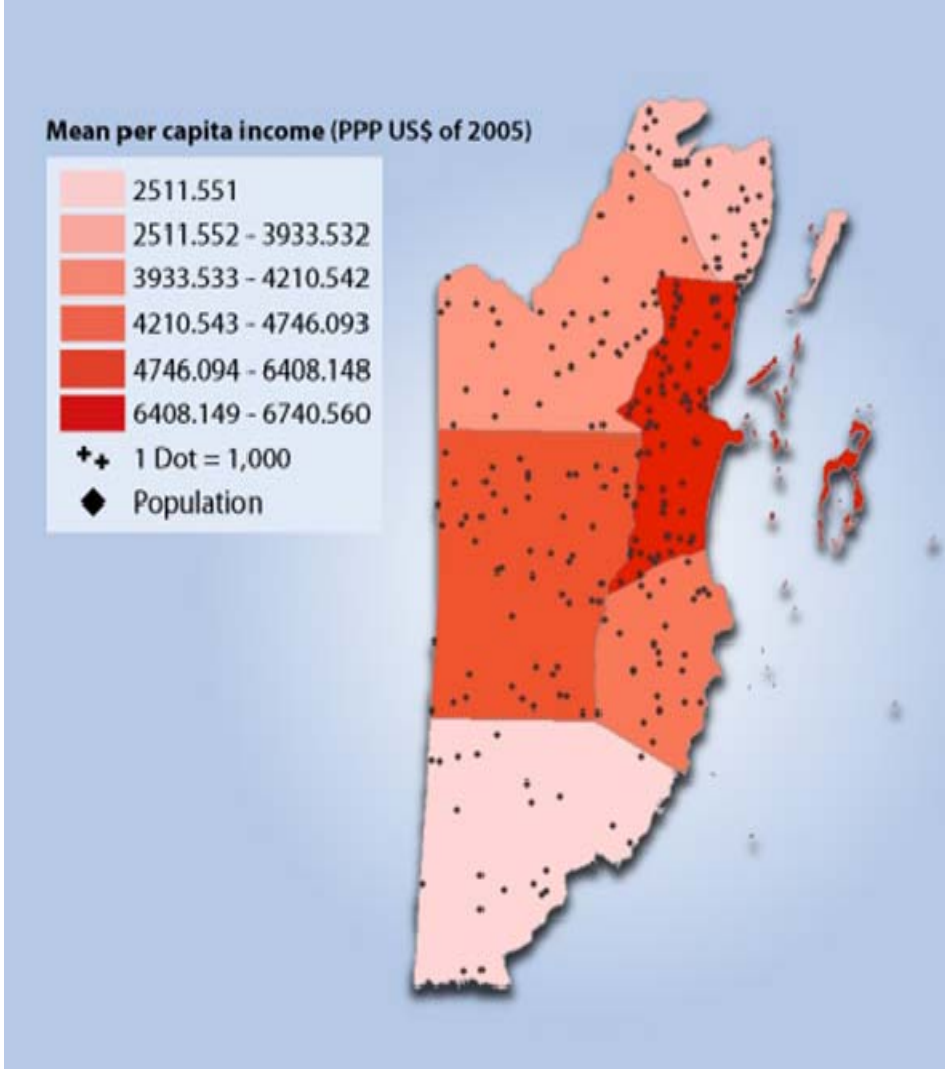 Mean per capita income (PPP US$ of 2005)
2511.551
2511.552 - 3933.532
3933.533 - 4210.542
4210.543 - 4746.093
4746.094 - 6408.148
6408.149 - 6740.560
1 Dot = 1,000
Population